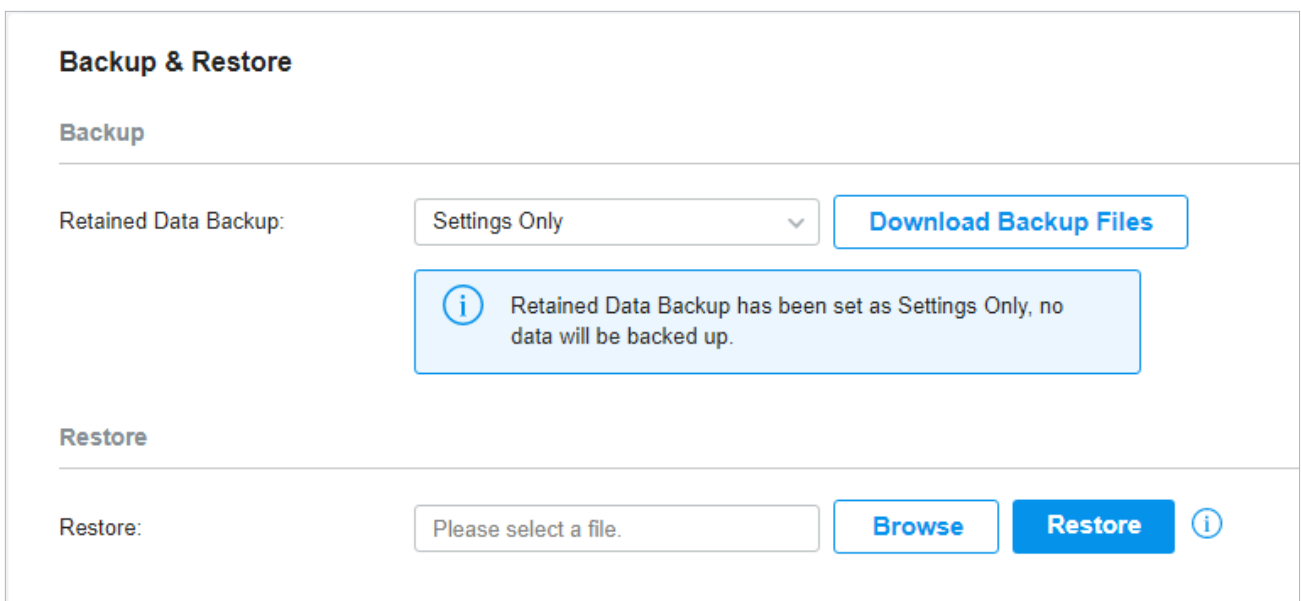 Backup & Restore
Backup
Retained Data Backup:
Settings Only
Download Backup Files
Retained Data Backup has been set as Settings Only, no
data will be backed up.
Restore
Restore:
Please select a file.
Browse
Restore